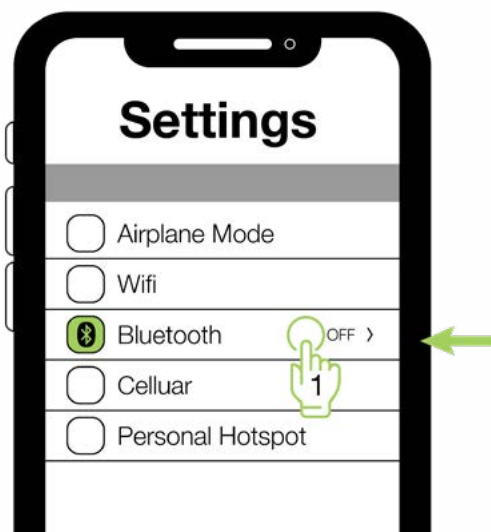 Settings
Airplane Mode
Wifi
Bluetooth OFF >
1
Celluar
Personal Hotspot